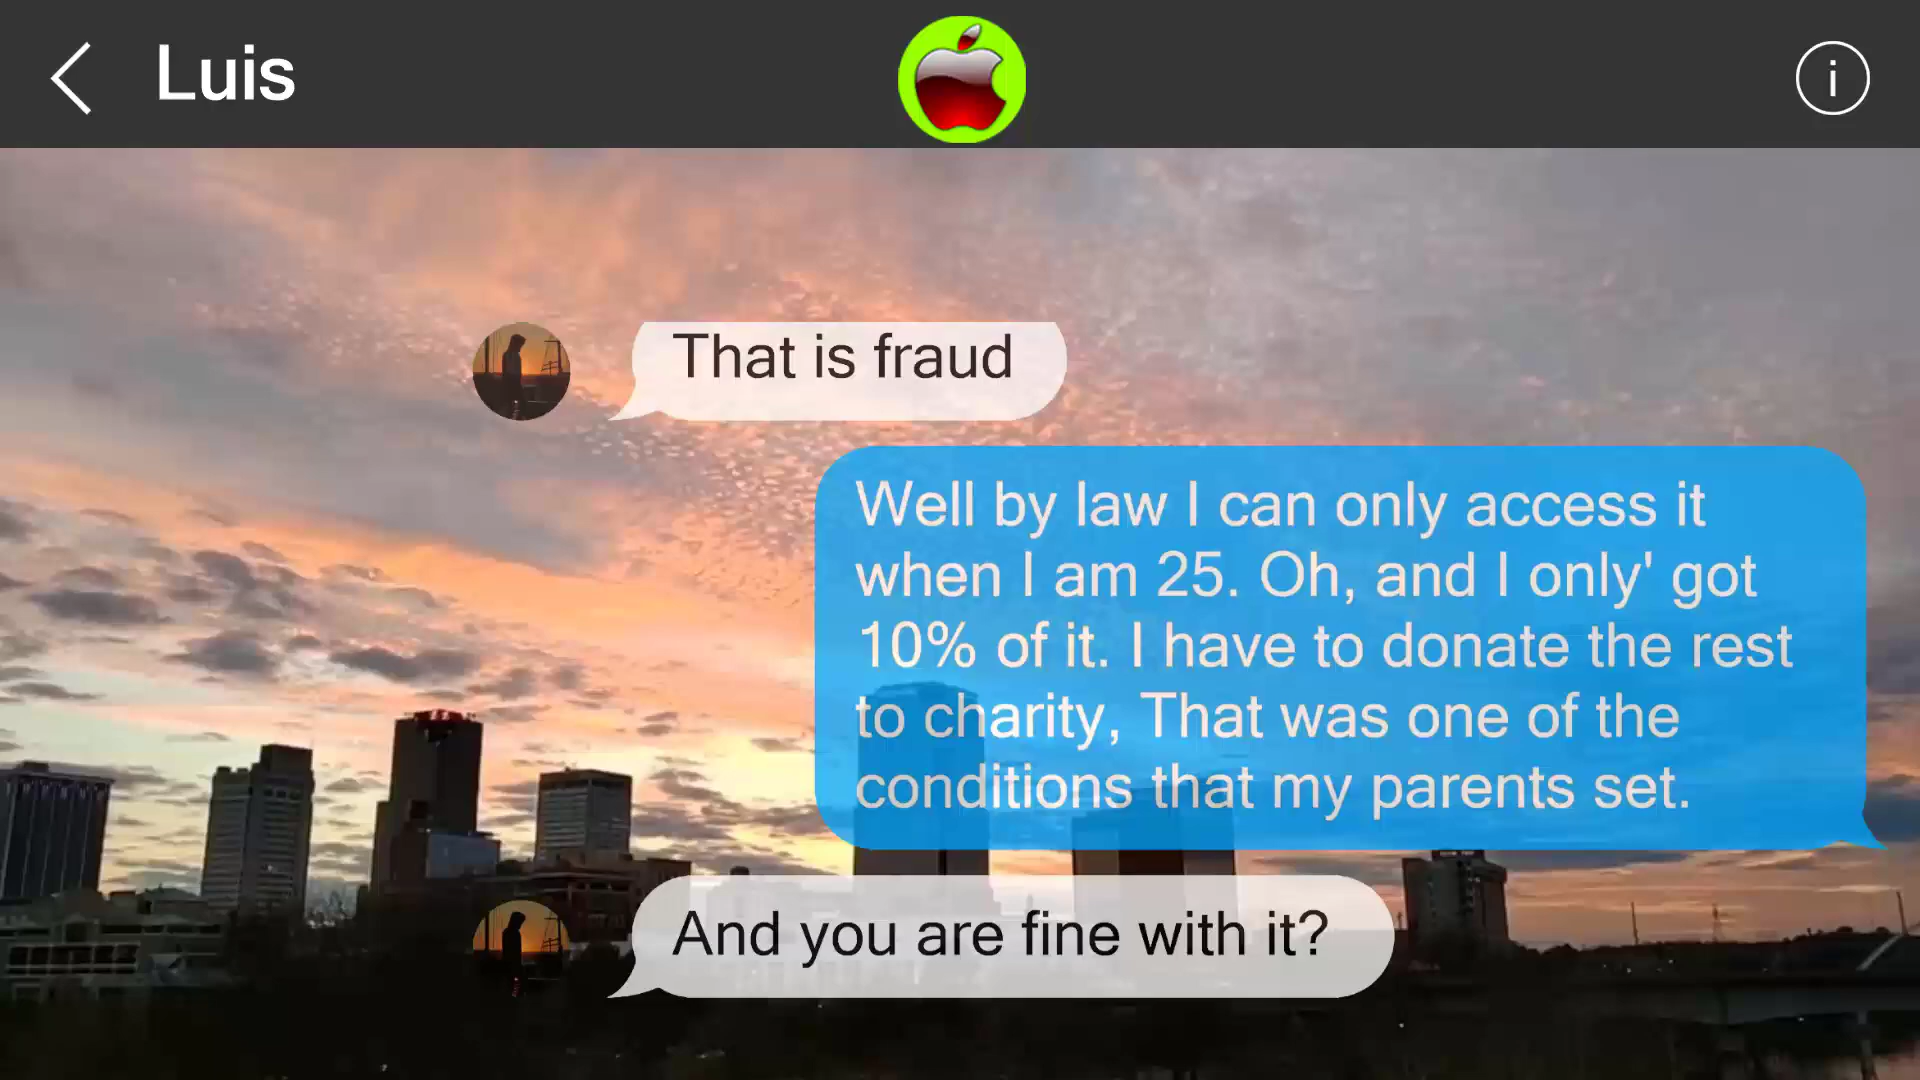 Luis
i
That is fraud
Well by law I can only access it
when I am 25. Oh, and I only' got
10% of it. I have to donate the rest
to charity, That was one of the
conditions that my parents set.
And you are fine with it?